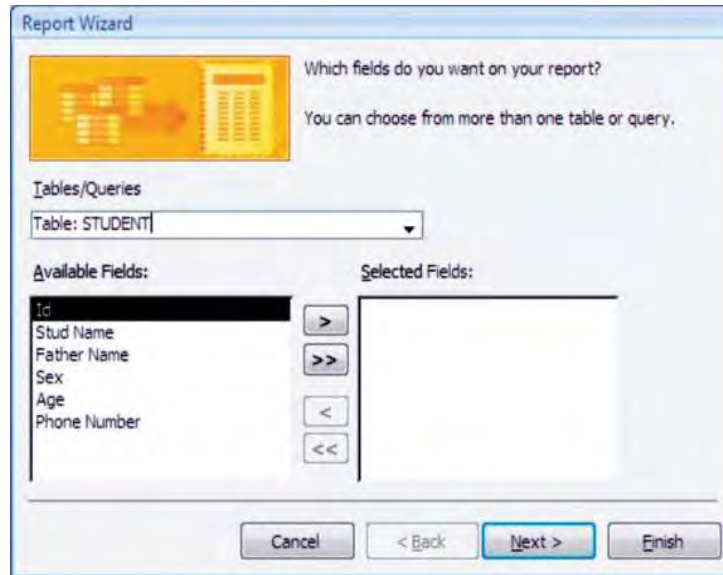 Report Wizard
Which fields do you want on your report?
You can choose from more than one table or query.
Tables/Queries
Table: STUDENT
Available Fields:
Selected Fields:
Id
Stud Name
Father Name
Sex
Age
Phone Number
>
>>
<
<<
Cancel
< Back
Next >
Finish